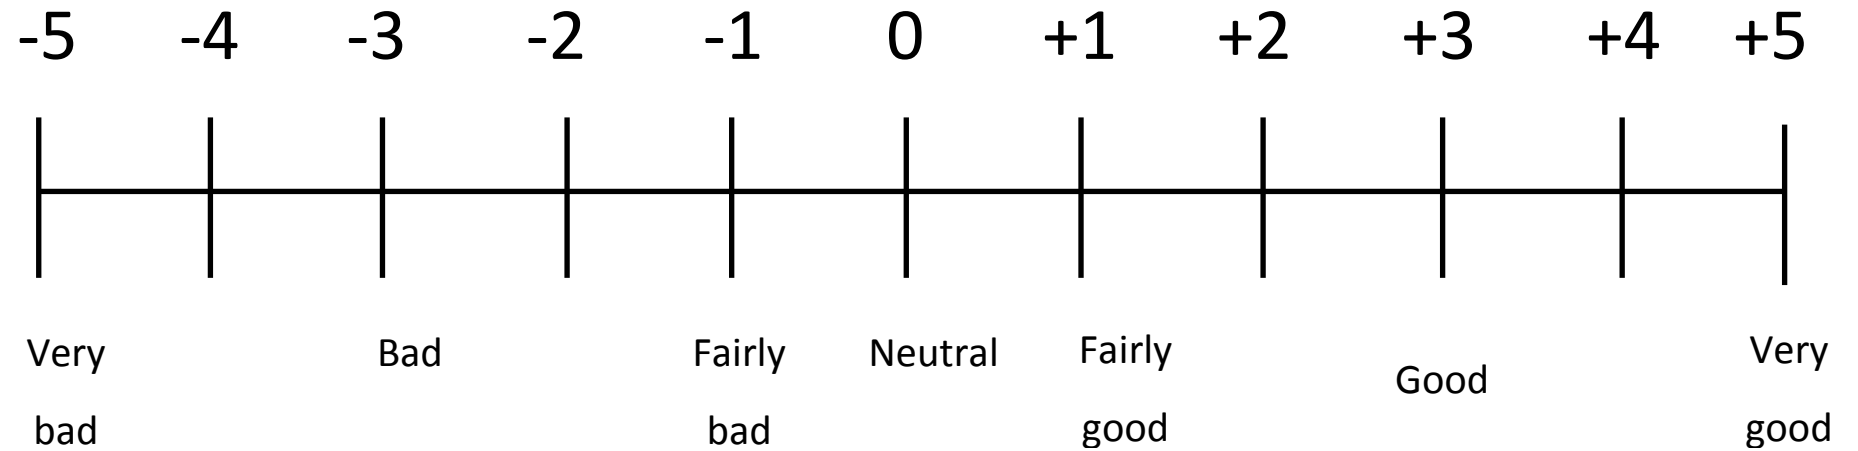 -5 -4 -3 -2 -1 0 +1 +2 +3 +4 +5
Very Bad Fairly Neutral Fairly Good Very
bad bad good good